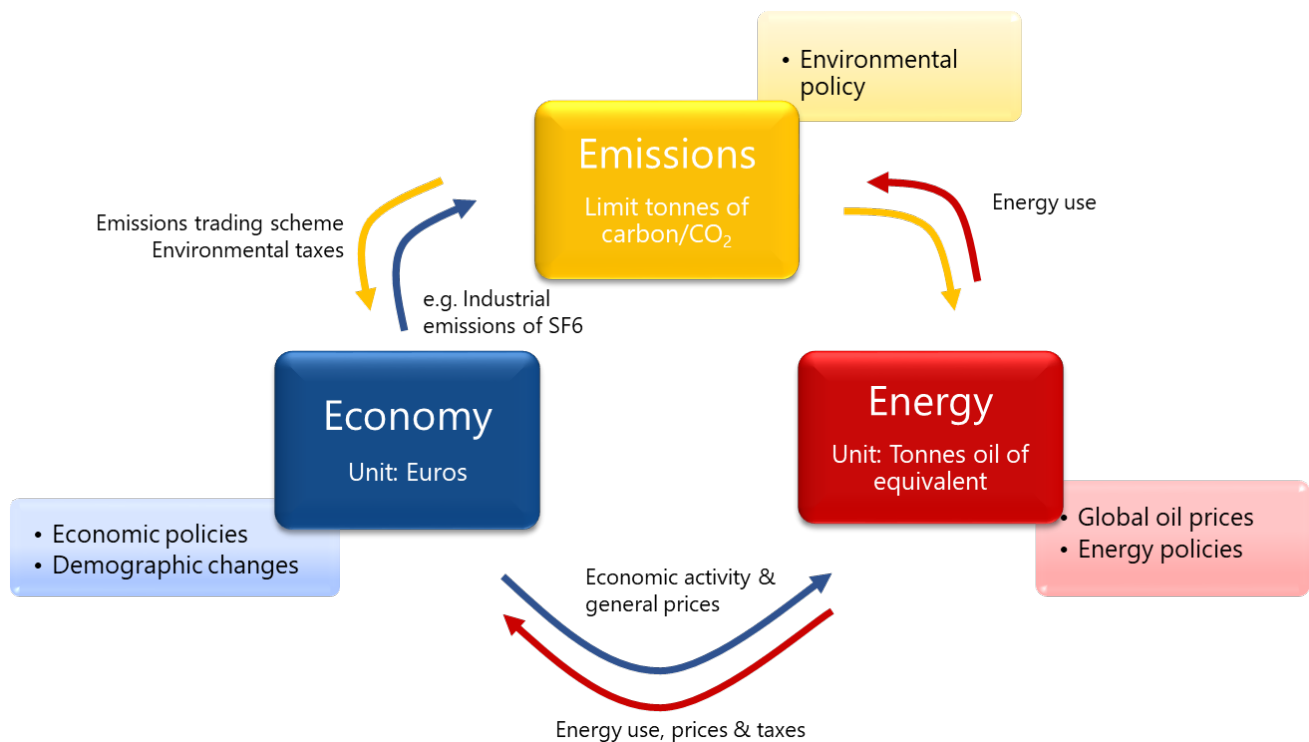 • Environmental
policy
Emissions
Limit tonnes of
carbon/CO₂
Energy use
Emissions trading scheme
Environmental taxes
e.g. Industrial
emissions of SF6
Economy
Unit: Euros
Energy
Unit: Tonnes oil of
equivalent
• Economic policies
• Demographic changes
• Global oil prices
• Energy policies
Economic activity &
general prices
Energy use, prices & taxes